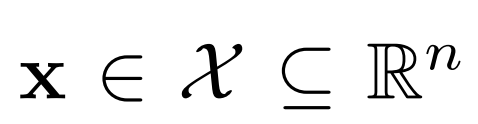 𝐱 ∈ 𝒳 ⊆ ℝⁿ